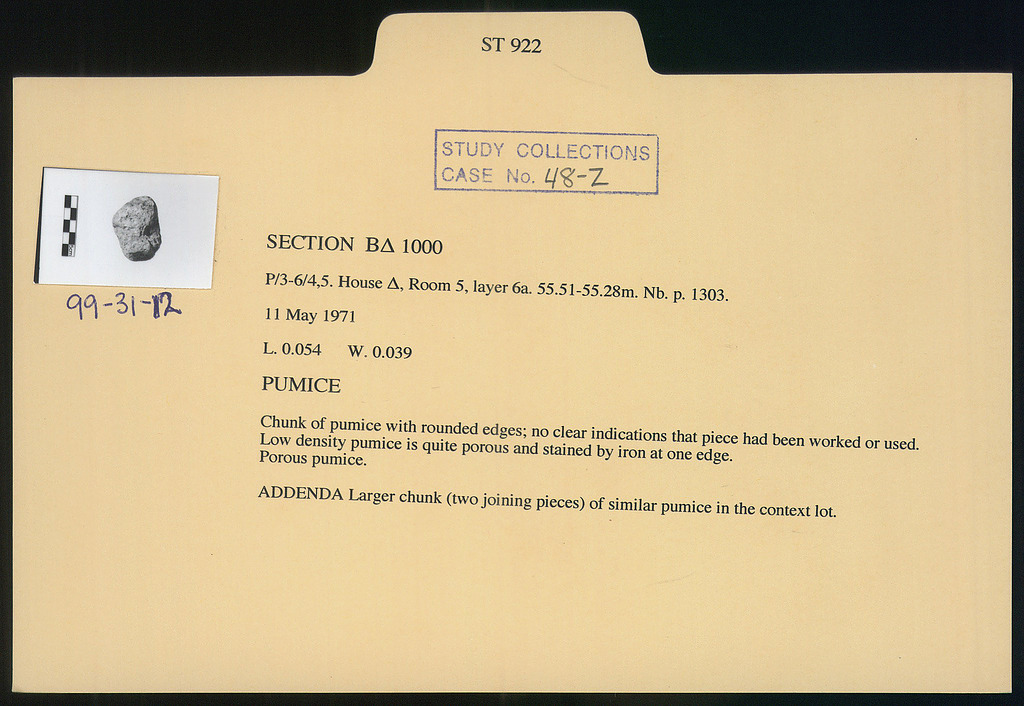 ST 922
STUDY COLLECTIONS
CASE No. 48-Z
99-31-12
SECTION BΔ 1000
P/3-6/4,5. House Δ, Room 5, layer 6a. 55.51-55.28m. Nb. p. 1303.
11 May 1971
L. 0.054 W. 0.039
PUMICE
Chunk of pumice with rounded edges; no clear indications that piece had been worked or used.
Low density pumice is quite porous and stained by iron at one edge.
Porous pumice.
ADDENDA Larger chunk (two joining pieces) of similar pumice in the context lot.